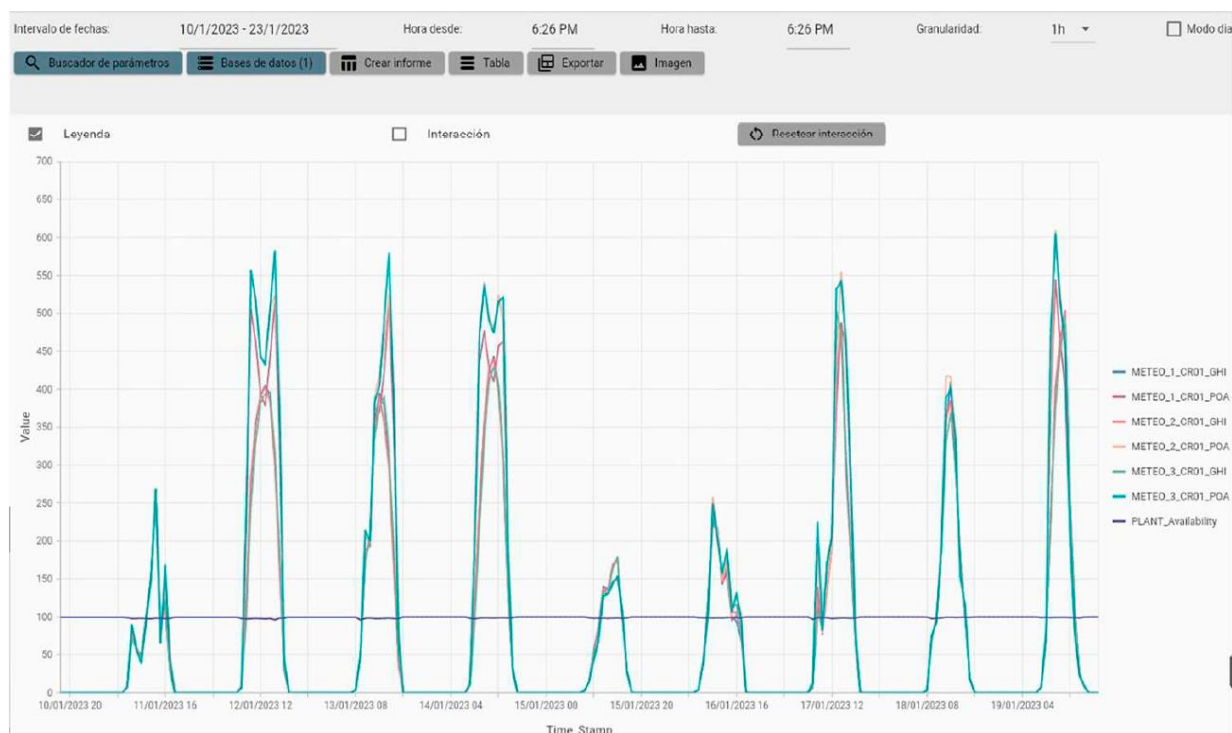 Intervalo de fechas: 10/1/2023 - 23/1/2023 Hora desde: 6:26 PM Hora hasta: 6:26 PM Granularidad: 1h Modo dia
Buscador de parámetros Bases de datos (1) Crear informe Tabla Exportar Imagen
Leyenda Interacción Resetear interacción
700
650
600
550
500
450
400
350
300
250
200
150
100
50
0
Value
METEO_1_CR01_GHI
METEO_1_CR01_POA
METEO_2_CR01_GHI
METEO_2_CR01_POA
METEO_3_CR01_GHI
METEO_3_CR01_POA
PLANT_Availability
10/01/2023 20 11/01/2023 16 12/01/2023 12 13/01/2023 08 14/01/2023 04 15/01/2023 00 15/01/2023 20 16/01/2023 16 17/01/2023 12 18/01/2023 08 19/01/2023 04
Time_Stamp